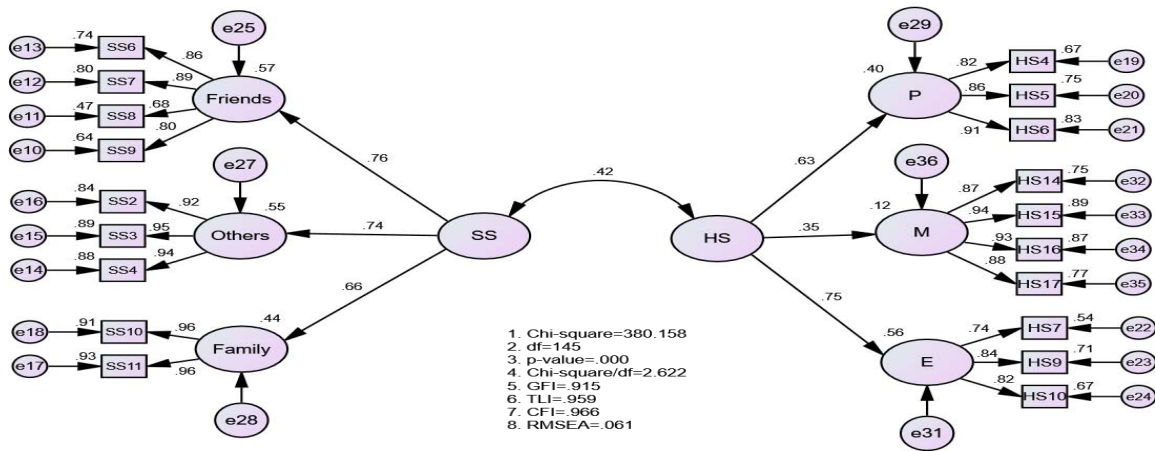 e25
e13
.74
SS6
.86
.57
e12
.80
SS7
.89
Friends
e11
.47
SS8
.68
e10
.64
SS9
.80
.76
e27
e16
.84
SS2
.92
.55
e15
.89
SS3
.95
Others
.74
e14
.88
SS4
.94
.66
e18
.91
SS10
.96
.44
Family
e17
.93
SS11
.96
e28
SS
.42
HS
e29
.40
P
.63
.82
HS4
.67
e19
.86
HS5
.75
e20
.91
HS6
.83
e21
e36
.12
M
.35
.87
HS14
.75
e32
.94
HS15
.89
e33
.93
HS16
.87
e34
.88
HS17
.77
e35
.75
.56
E
.74
HS7
.54
e22
.84
HS9
.71
e23
.82
HS10
.67
e24
e31
1. Chi-square=380.158
2. df=145
3. p-value=.000
4. Chi-square/df=2.622
5. GFI=.915
6. TLI=.959
7. CFI=.966
8. RMSEA=.061